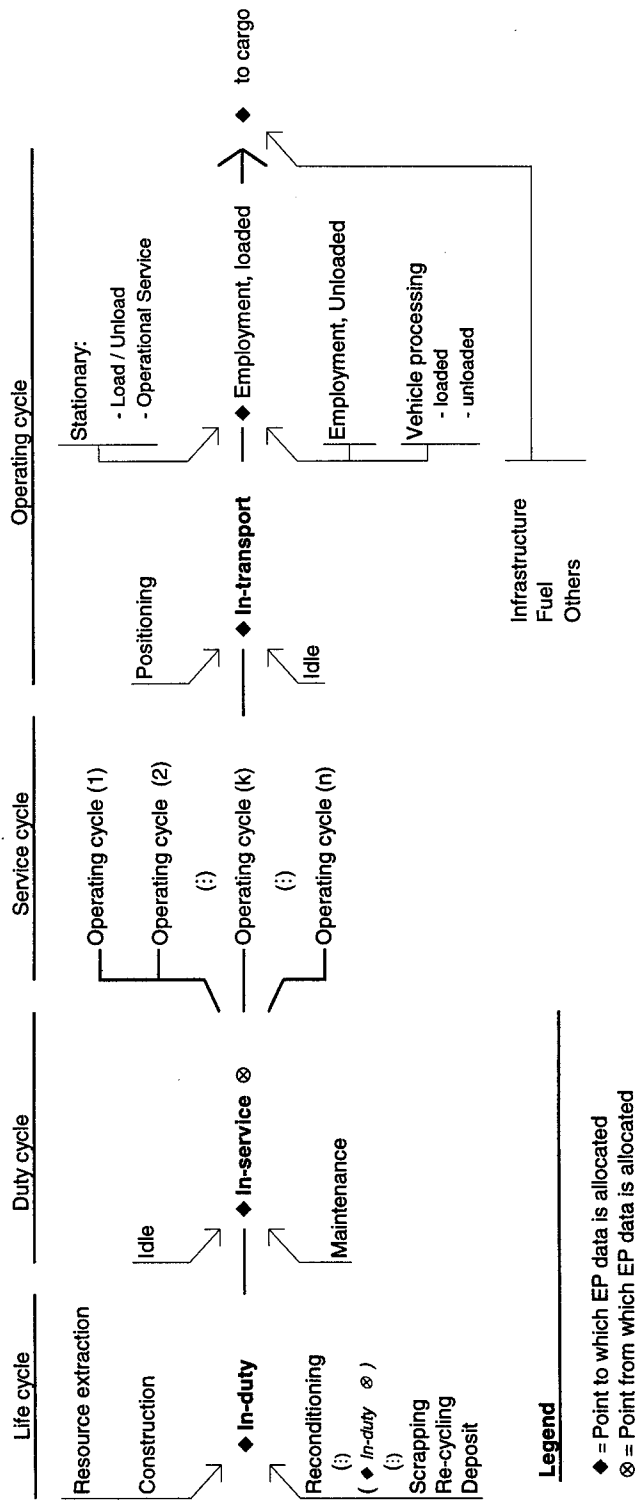 Life cycle
Duty cycle
Service cycle
Operating cycle
Resource extraction
Construction
◆ In-duty
Reconditioning
(:)
( ◆ In-duty ⊗ )
(:)
Scrapping
Re-cycling
Deposit
Idle
◆ In-service ⊗
Maintenance
Operating cycle (1)
Operating cycle (2)
(:)
Operating cycle (k)
(:)
Operating cycle (n)
Positioning
◆ In-transport
Idle
Stationary:
- Load / Unload
- Operational Service
◆ Employment, loaded
Employment, Unloaded
Vehicle processing
- loaded
- unloaded
◆ to cargo
Infrastructure
Fuel
Others
Legend
◆ = Point to which EP data is allocated
⊗ = Point from which EP data is allocated